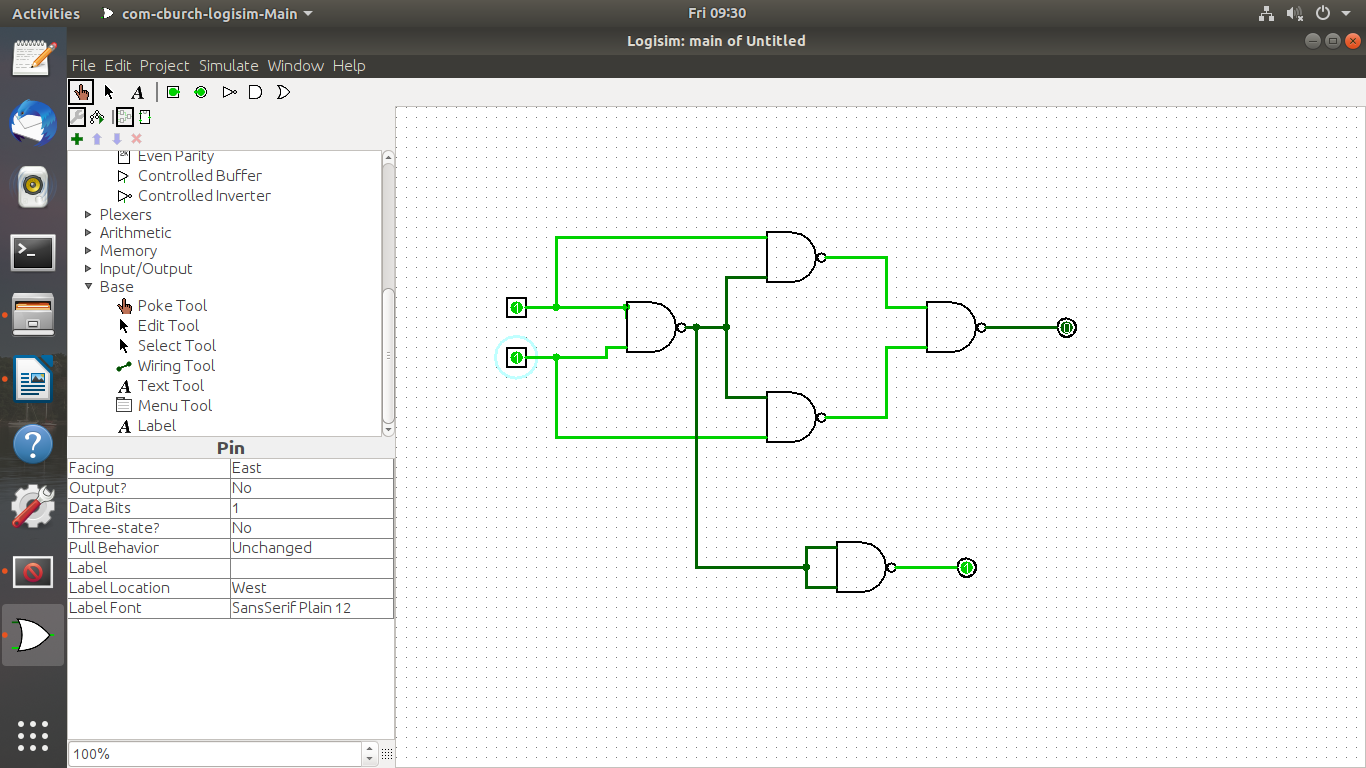 Activities com-cburch-logisim-Main Fri 09:30
Logisim: main of Untitled
File Edit Project Simulate Window Help
A
Even Parity
Controlled Buffer
Controlled Inverter
Plexers
Arithmetic
Memory
Input/Output
Base
Poke Tool
Edit Tool
Select Tool
Wiring Tool
A Text Tool
Menu Tool
A Label
Pin
Facing East
Output? No
Data Bits 1
Three-state? No
Pull Behavior Unchanged
Label
Label Location West
Label Font SansSerif Plain 12
100%
1
1
0
1